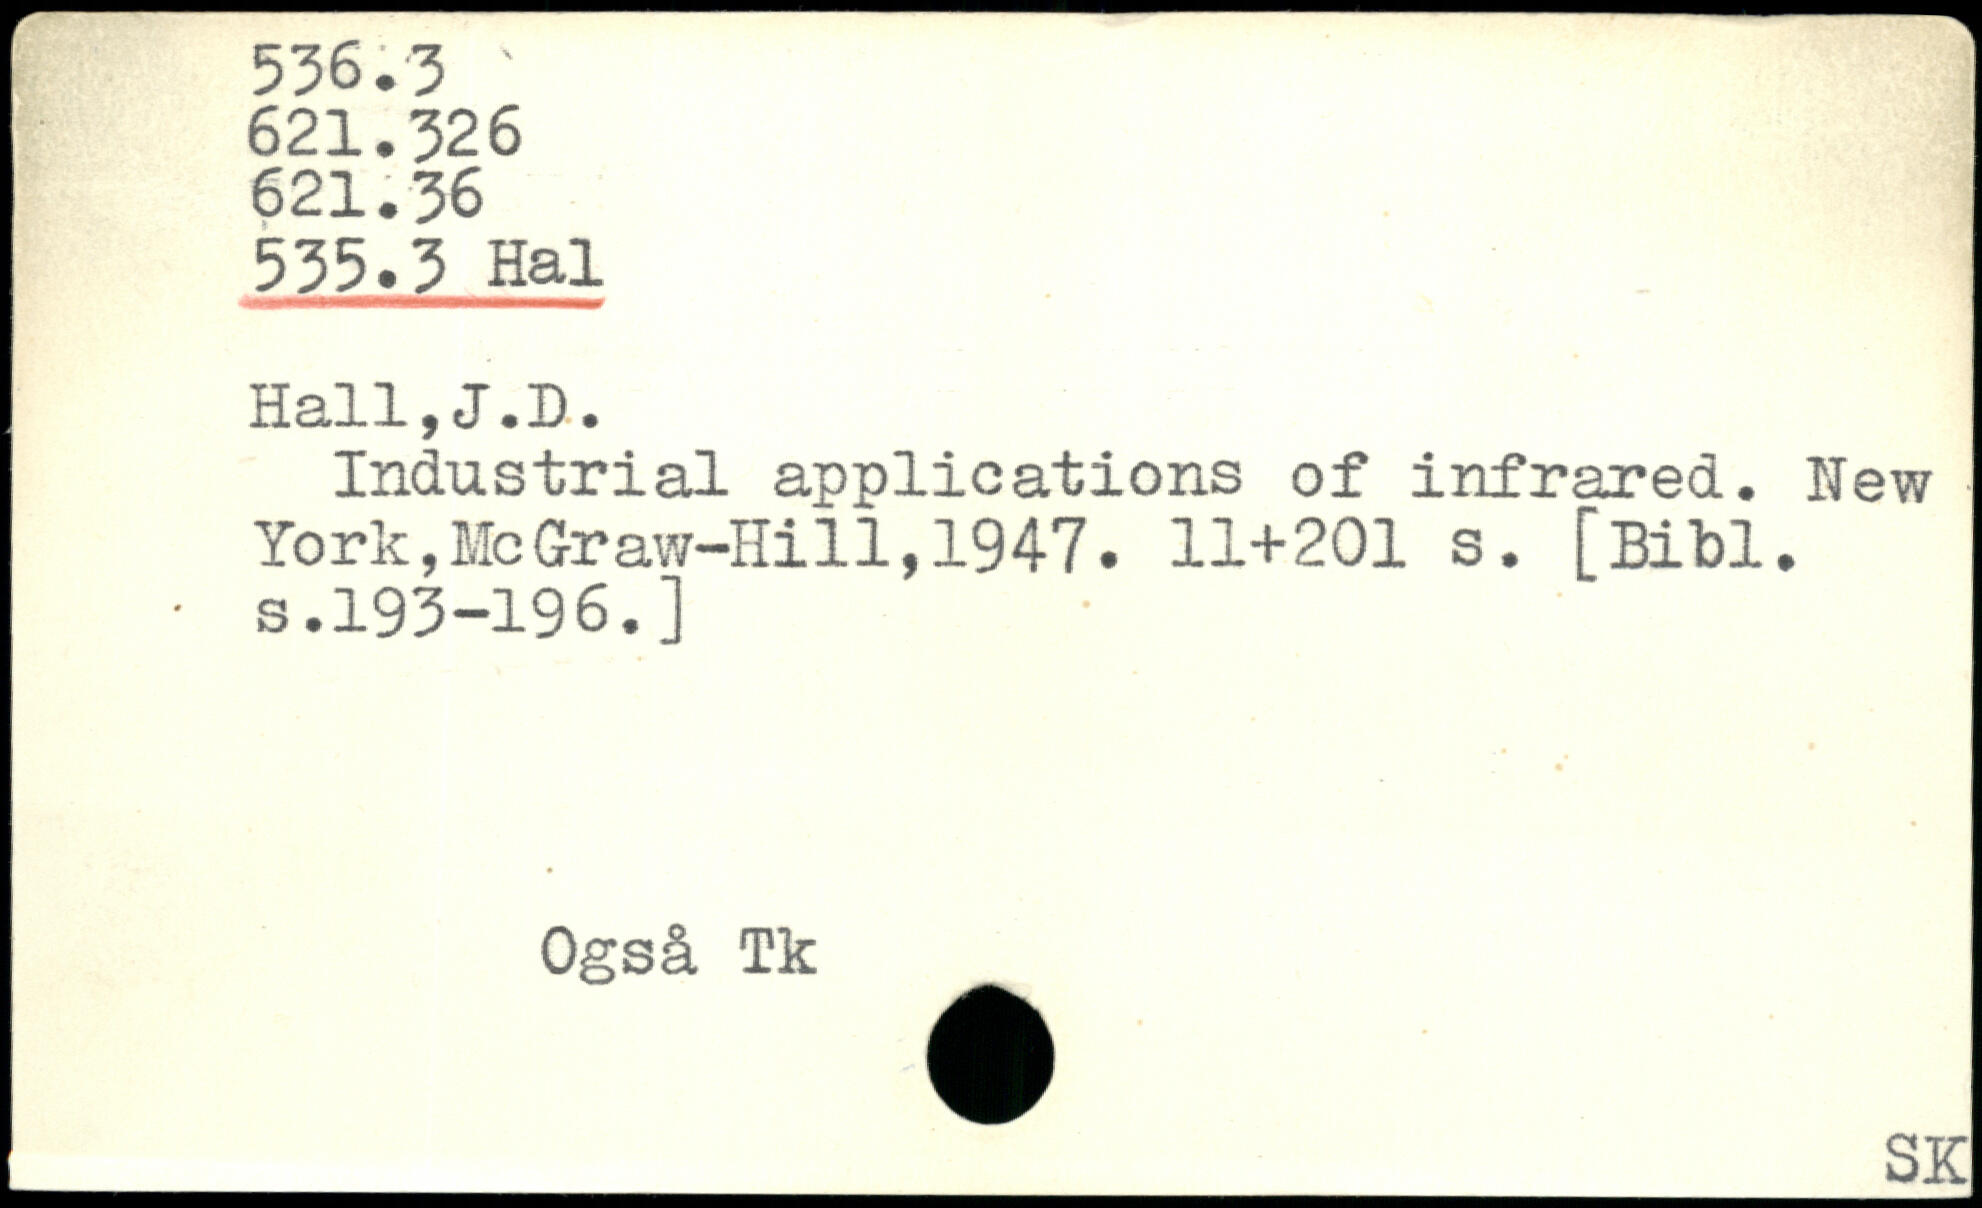 536.3
621.326
621.36
535.3 Hal
Hall,J.D.
Industrial applications of infrared. New
York,McGraw-Hill,1947. 11+201 s. [Bibl.
s.193-196.]
Også Tk
SK